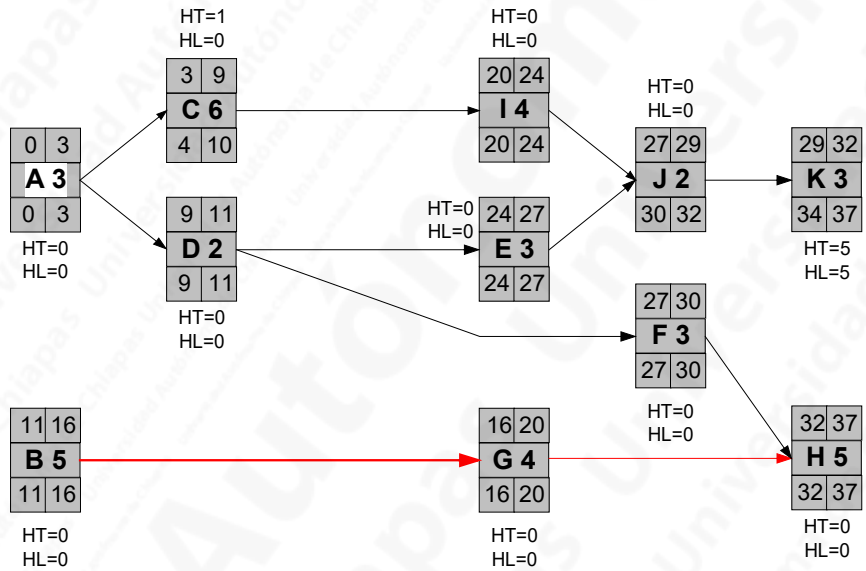 HT=1
HL=0
3 9
C 6
4 10
HT=0
HL=0
20 24
I 4
20 24
HT=0
HL=0
27 29
J 2
30 32
29 32
K 3
34 37
HT=5
HL=5
0 3
A 3
0 3
HT=0
HL=0
9 11
D 2
9 11
HT=0
HL=0
HT=0
HL=0
24 27
E 3
24 27
27 30
F 3
27 30
HT=0
HL=0
11 16
B 5
11 16
HT=0
HL=0
16 20
G 4
16 20
HT=0
HL=0
32 37
H 5
32 37
HT=0
HL=0